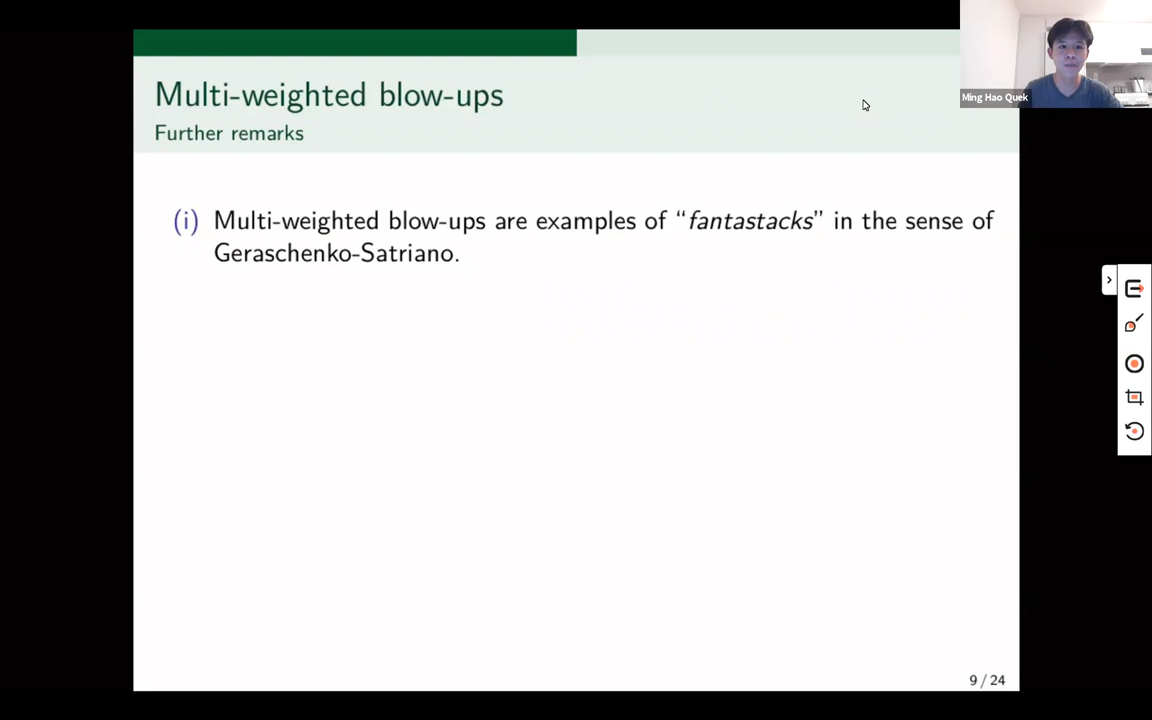 Multi-weighted blow-ups
Further remarks
Ming Hao Quek
(i) Multi-weighted blow-ups are examples of “fantastacks” in the sense of
Geraschenko-Satriano.
9 / 24